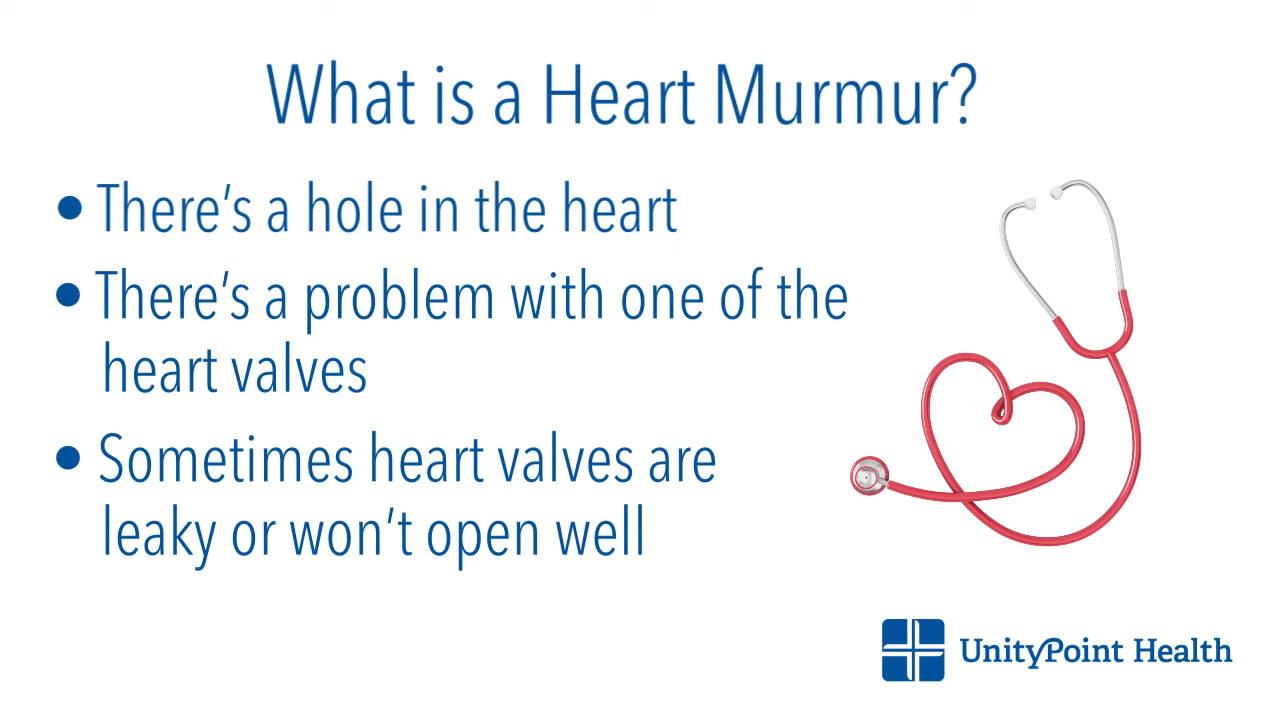 What is a Heart Murmur?
• There's a hole in the heart
• There's a problem with one of the
heart valves
• Sometimes heart valves are
leaky or won't open well
UnityPoint Health